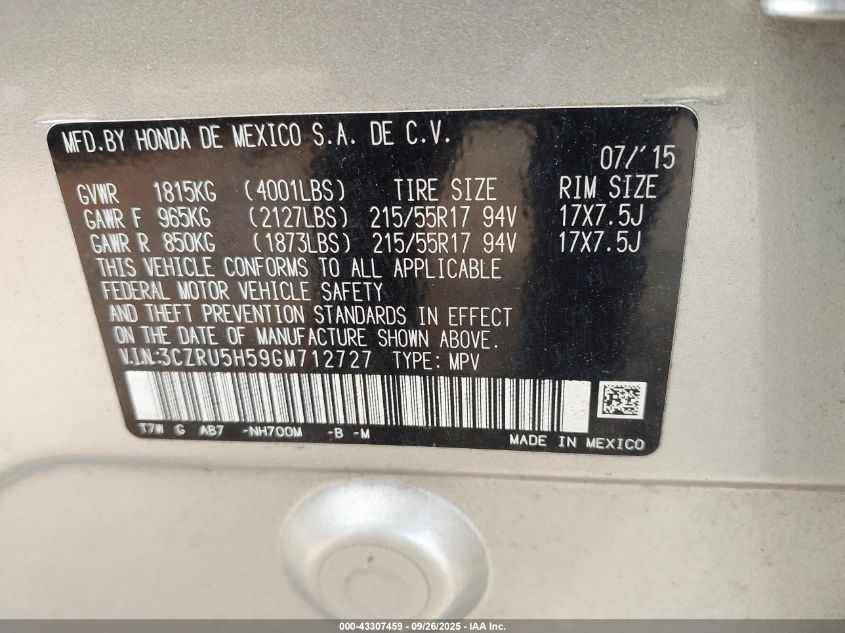 MFD.BY HONDA DE MEXICO S.A. DE C.V.
07/'15
GVWR 1815KG (4001LBS) TIRE SIZE RIM SIZE
GAWR F 965KG (2127LBS) 215/55R17 94V 17X7.5J
GAWR R 850KG (1873LBS) 215/55R17 94V 17X7.5J
THIS VEHICLE CONFORMS TO ALL APPLICABLE
FEDERAL MOTOR VEHICLE SAFETY
AND THEFT PREVENTION STANDARDS IN EFFECT
ON THE DATE OF MANUFACTURE SHOWN ABOVE.
V.I.N:3CZRU5H59GM712727 TYPE: MPV
T7W G AB7 -NH700M -B -M
MADE IN MEXICO
000-43307459 - 09/26/2025 - IAA Inc.